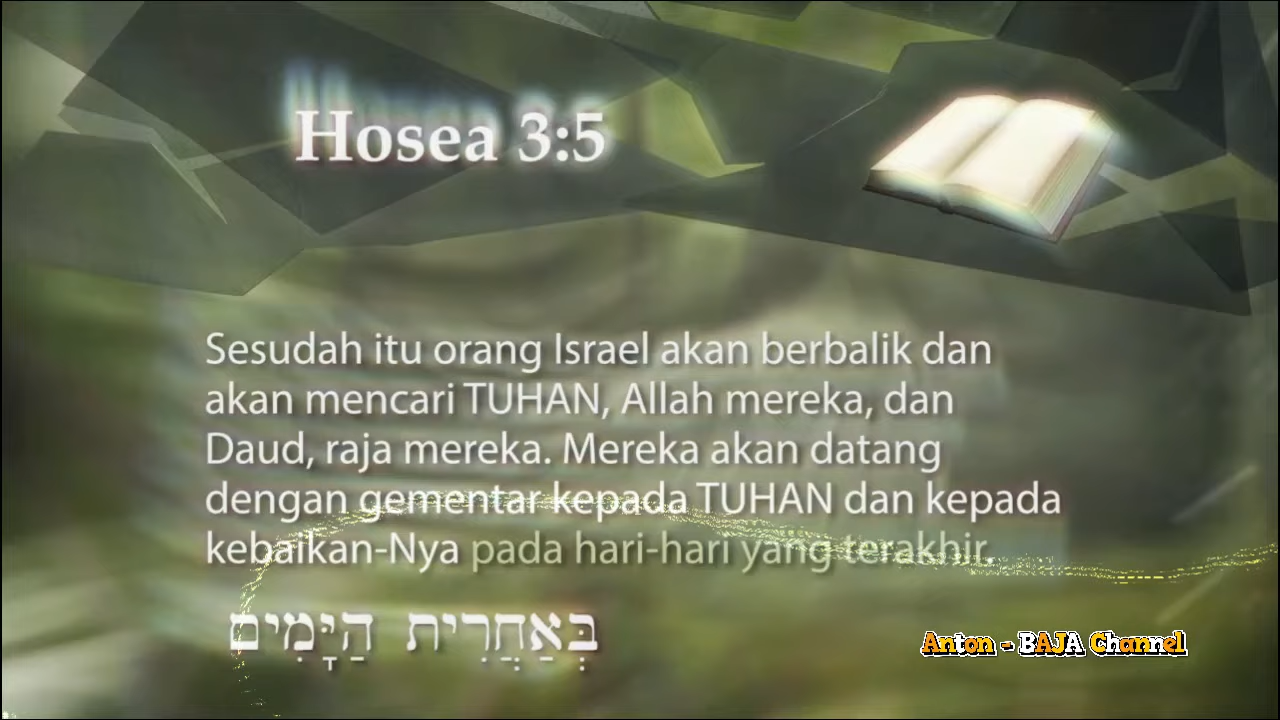 Hosea 3:5
Sesudah itu orang Israel akan berbalik dan
akan mencari TUHAN, Allah mereka, dan
Daud, raja mereka. Mereka akan datang
dengan gementar kepada TUHAN dan kepada
kebaikan-Nya pada hari-hari yang terakhir.
בְּאַחֲרִית הַיָּמִים
Anton - BAJA Channel